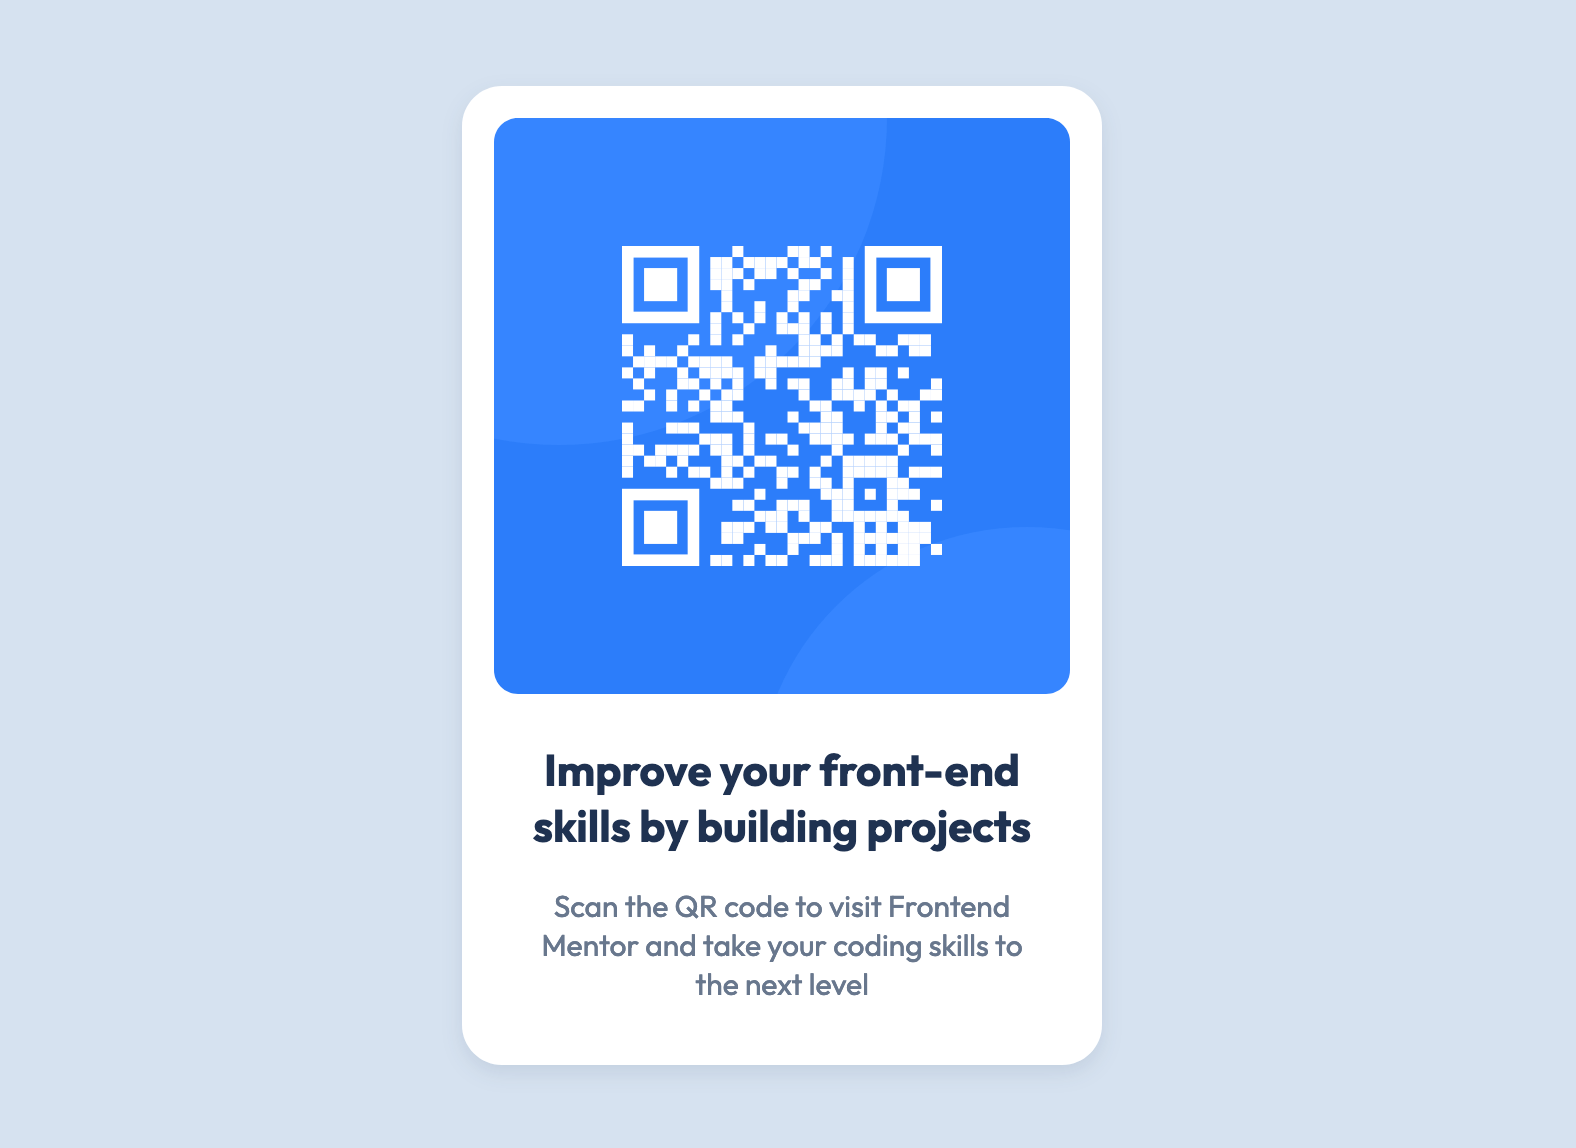 Improve your front-end
skills by building projects
Scan the QR code to visit Frontend
Mentor and take your coding skills to
the next level